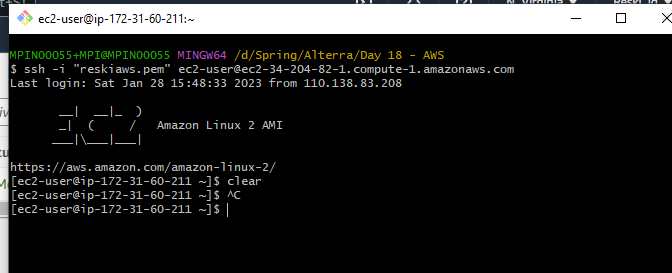 ec2-user@ip-172-31-60-211:~
MPINO0055+MPI@MPINO0055 MINGW64 /d/Spring/Alterra/Day 18 - AWS
$ ssh -i "reskiaws.pem" ec2-user@ec2-34-204-82-1.compute-1.amazonaws.com
Last login: Sat Jan 28 15:48:33 2023 from 110.138.83.208
       __|  __|_  )
       _|  (     /   Amazon Linux 2 AMI
      ___|\___|___|
https://aws.amazon.com/amazon-linux-2/
[ec2-user@ip-172-31-60-211 ~]$ clear
[ec2-user@ip-172-31-60-211 ~]$ ^C
[ec2-user@ip-172-31-60-211 ~]$